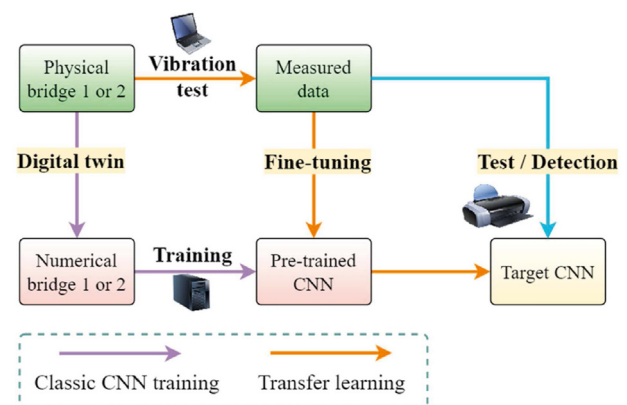 Physical
bridge 1 or 2
Vibration
test
Measured
data
Digital twin
Fine-tuning
Test / Detection
Numerical
bridge 1 or 2
Training
Pre-trained
CNN
Target CNN
Classic CNN training
Transfer learning